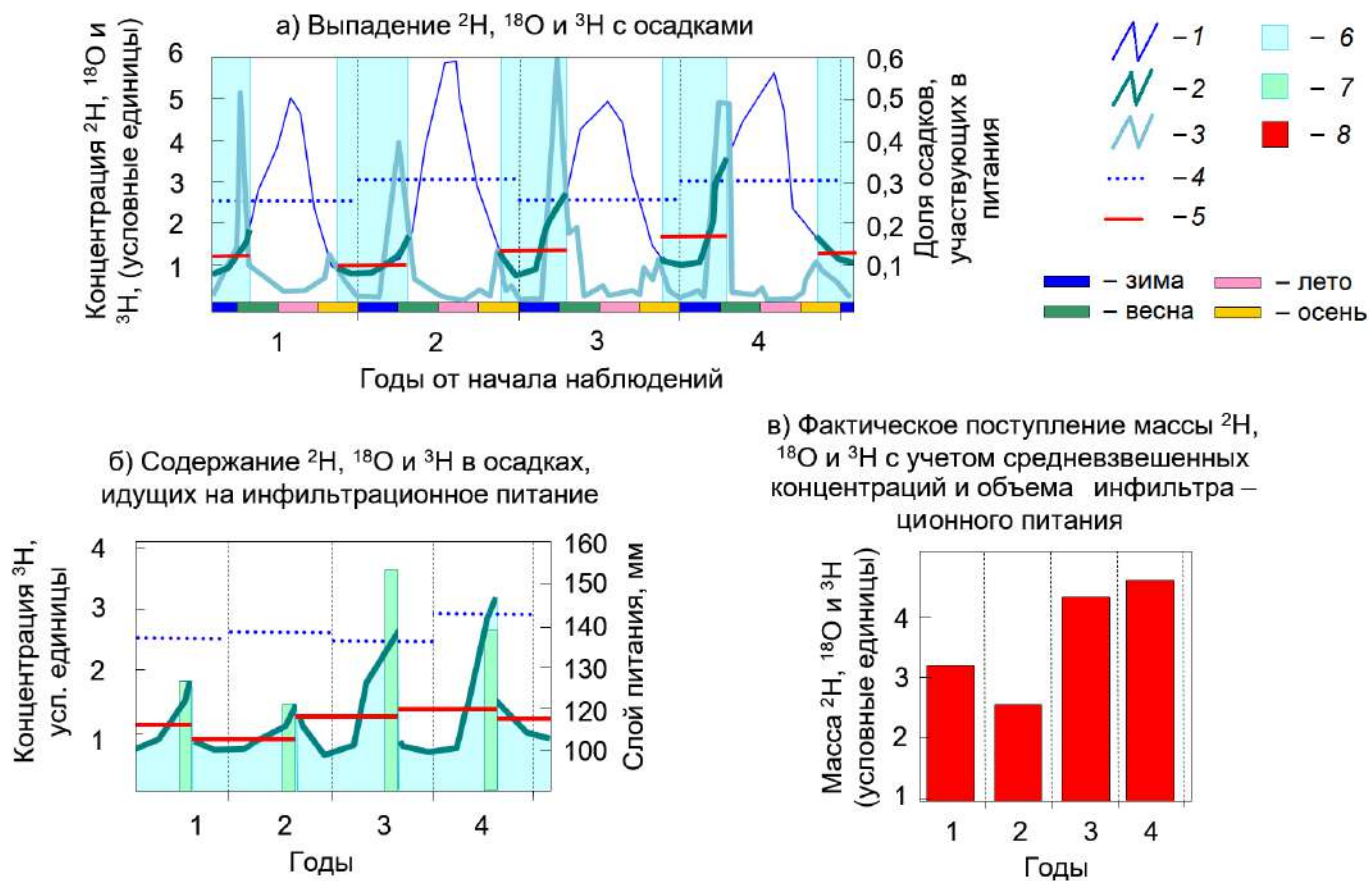 а) Выпадение ²H, ¹⁸O и ³H с осадками
Концентрация ²H, ¹⁸O и
³H, (условные единицы)
6
5
4
3
2
1
0,6
0,5
0,4
0,3
0,2
0,1
Доля осадков,
участвующих в
питания
1 2 3 4
Годы от начала наблюдений
– 1
– 2
– 3
– 4
– 5
– 6
– 7
– 8
– зима
– весна
– лето
– осень
б) Содержание ²H, ¹⁸O и ³H в осадках,
идущих на инфильтрационное питание
Концентрация ³H,
усл. единицы
4
3
2
1
160
150
140
130
120
110
100
Слой питания, мм
1 2 3 4
Годы
в) Фактическое поступление массы ²H,
¹⁸O и ³H с учетом средневзвешенных
концентраций и объема инфильтра –
ционного питания
Масса ²H, ¹⁸O и ³H
(условные единицы)
4
3
2
1
1 2 3 4
Годы